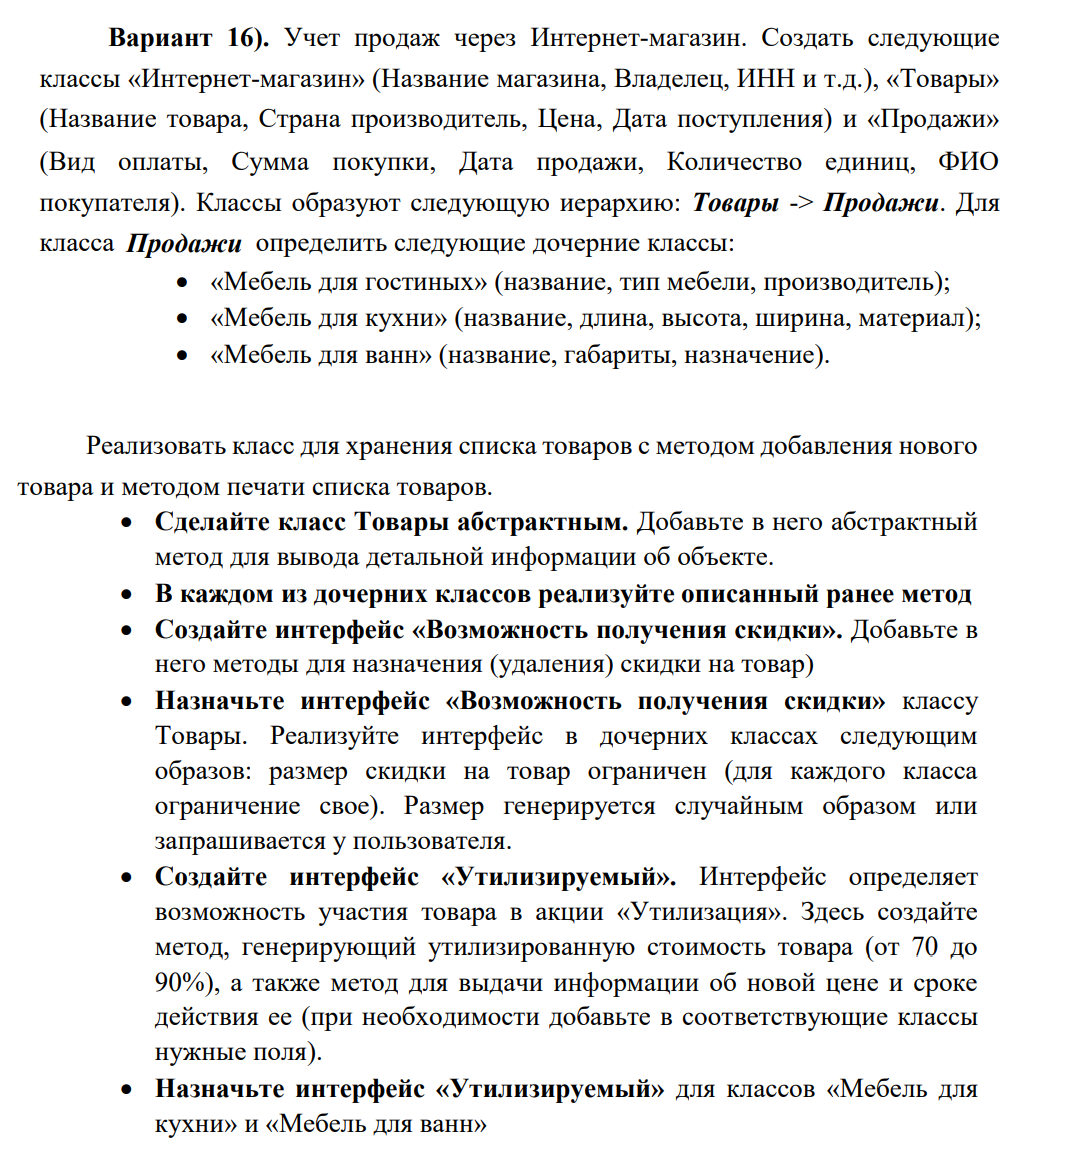 Вариант 16). Учет продаж через Интернет-магазин. Создать следующие
классы «Интернет-магазин» (Название магазина, Владелец, ИНН и т.д.), «Товары»
(Название товара, Страна производитель, Цена, Дата поступления) и «Продажи»
(Вид оплаты, Сумма покупки, Дата продажи, Количество единиц, ФИО
покупателя). Классы образуют следующую иерархию: Товары -> Продажи. Для
класса Продажи определить следующие дочерние классы:
• «Мебель для гостиных» (название, тип мебели, производитель);
• «Мебель для кухни» (название, длина, высота, ширина, материал);
• «Мебель для ванн» (название, габариты, назначение).
Реализовать класс для хранения списка товаров с методом добавления нового
товара и методом печати списка товаров.
• Сделайте класс Товары абстрактным. Добавьте в него абстрактный
метод для вывода детальной информации об объекте.
• В каждом из дочерних классов реализуйте описанный ранее метод
• Создайте интерфейс «Возможность получения скидки». Добавьте в
него методы для назначения (удаления) скидки на товар)
• Назначьте интерфейс «Возможность получения скидки» классу
Товары. Реализуйте интерфейс в дочерних классах следующим
образов: размер скидки на товар ограничен (для каждого класса
ограничение свое). Размер генерируется случайным образом или
запрашивается у пользователя.
• Создайте интерфейс «Утилизируемый». Интерфейс определяет
возможность участия товара в акции «Утилизация». Здесь создайте
метод, генерирующий утилизированную стоимость товара (от 70 до
90%), а также метод для выдачи информации об новой цене и сроке
действия ее (при необходимости добавьте в соответствующие классы
нужные поля).
• Назначьте интерфейс «Утилизируемый» для классов «Мебель для
кухни» и «Мебель для ванн»